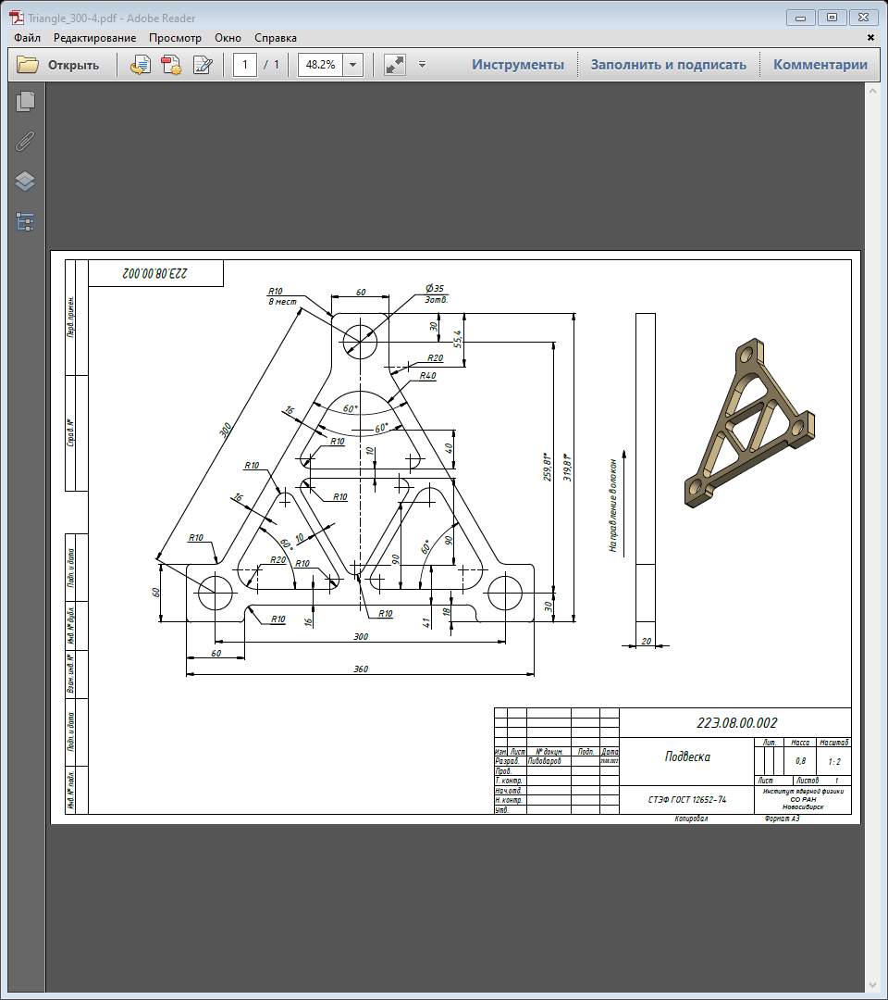 Triangle_300-4.pdf - Adobe Reader
Файл Редактирование Просмотр Окно Справка
Открыть 1 / 1 48.2% Инструменты Заполнить и подписать Комментарии
22Э.08.00.002
Перв. примен.
Справ. №
Подп. и дата
Инв. № дубл.
Взам. инв. №
Подп. и дата
Инв. № подл.
R10
8 мест
60
Ø35
3отв.
30
55,4
R20
R40
60°
60°
16
300
R10
10
40
R10
R10
16
10
60°
60°
90
90
259,81*
319,81*
R10
R20
R10
60
R10
16
R10
41
18
30
300
60
360
Направление волокон
20
22Э.08.00.002
Изм. Лист № докум. Подп. Дата
Разраб. Пивоваров
Пров.
Т. контр.
Нач.отд.
Н. контр.
Утв.
Подвеска
Лит. Масса Масштаб
0,8 1:2
Лист Листов 1
СТЭФ ГОСТ 12652-74
Институт ядерной физики
СО РАН
Новосибирск
Копировал Формат А3